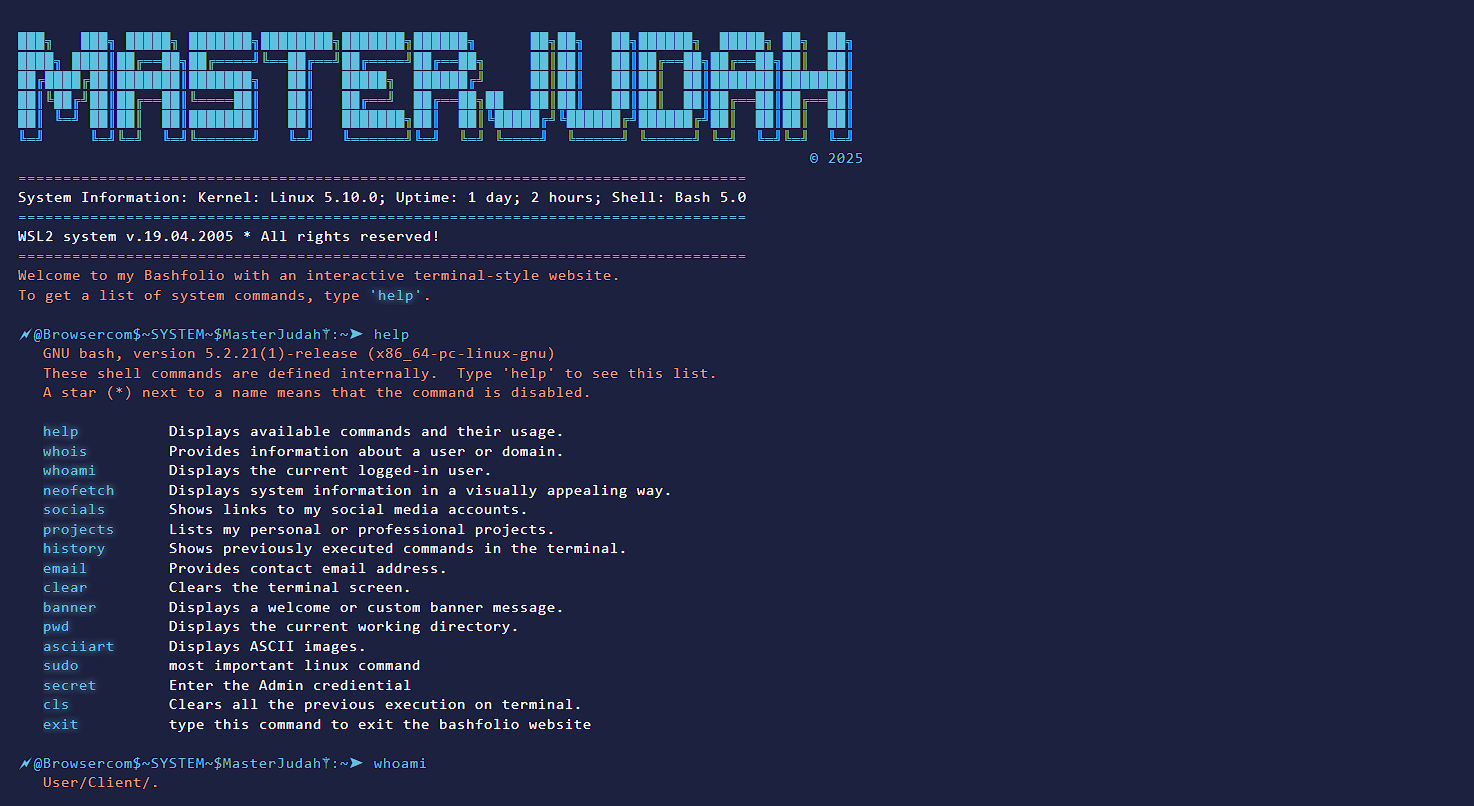 MASTERJUDAH
© 2025
=================================================================================
System Information: Kernel: Linux 5.10.0; Uptime: 1 day; 2 hours; Shell: Bash 5.0
=================================================================================
WSL2 system v.19.04.2005 * All rights reserved!
=================================================================================
Welcome to my Bashfolio with an interactive terminal-style website.
To get a list of system commands, type 'help'.
🗲@Browsercom$~SYSTEM~$MasterJudah†:~➤ help
GNU bash, version 5.2.21(1)-release (x86_64-pc-linux-gnu)
These shell commands are defined internally.  Type 'help' to see this list.
A star (*) next to a name means that the command is disabled.
help Displays available commands and their usage.
whois Provides information about a user or domain.
whoami Displays the current logged-in user.
neofetch Displays system information in a visually appealing way.
socials Shows links to my social media accounts.
projects Lists my personal or professional projects.
history Shows previously executed commands in the terminal.
email Provides contact email address.
clear Clears the terminal screen.
banner Displays a welcome or custom banner message.
pwd Displays the current working directory.
asciiart Displays ASCII images.
sudo most important linux command
secret Enter the Admin crediential
cls Clears all the previous execution on terminal.
exit type this command to exit the bashfolio website
🗲@Browsercom$~SYSTEM~$MasterJudah†:~➤ whoami
User/Client/.